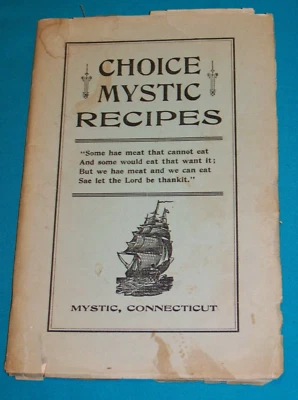 CHOICE
MYSTIC
RECIPES
"Some hae meat that cannot eat
And some would eat that want it;
But we hae meat and we can eat
Sae let the Lord be thankit."
MYSTIC, CONNECTICUT